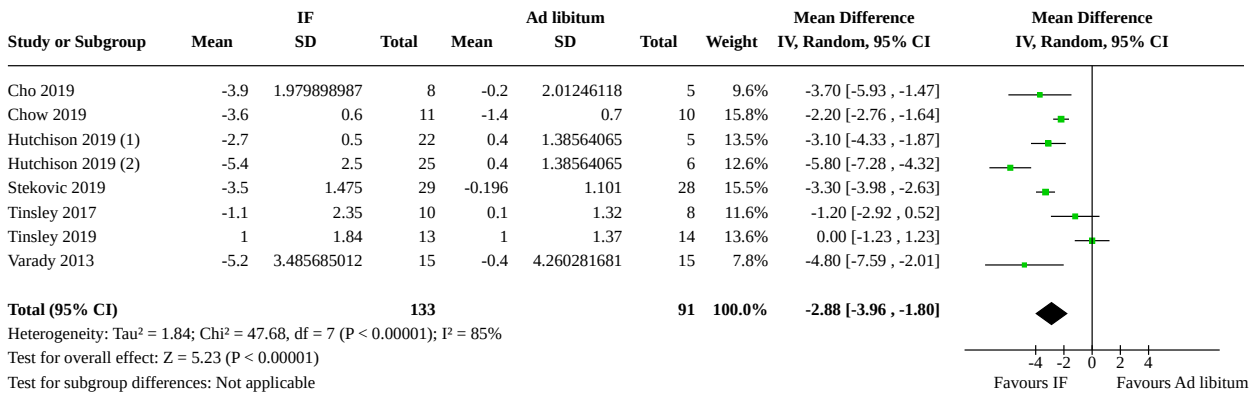 IF Ad libitum Mean Difference Mean Difference
Study or Subgroup Mean SD Total Mean SD Total Weight IV, Random, 95% CI IV, Random, 95% CI
Cho 2019 -3.9 1.979898987 8 -0.2 2.01246118 5 9.6% -3.70 [-5.93 , -1.47]
Chow 2019 -3.6 0.6 11 -1.4 0.7 10 15.8% -2.20 [-2.76 , -1.64]
Hutchison 2019 (1) -2.7 0.5 22 0.4 1.38564065 5 13.5% -3.10 [-4.33 , -1.87]
Hutchison 2019 (2) -5.4 2.5 25 0.4 1.38564065 6 12.6% -5.80 [-7.28 , -4.32]
Stekovic 2019 -3.5 1.475 29 -0.196 1.101 28 15.5% -3.30 [-3.98 , -2.63]
Tinsley 2017 -1.1 2.35 10 0.1 1.32 8 11.6% -1.20 [-2.92 , 0.52]
Tinsley 2019 1 1.84 13 1 1.37 14 13.6% 0.00 [-1.23 , 1.23]
Varady 2013 -5.2 3.485685012 15 -0.4 4.260281681 15 7.8% -4.80 [-7.59 , -2.01]
Total (95% CI) 133 91 100.0% -2.88 [-3.96 , -1.80]
Heterogeneity: Tau² = 1.84; Chi² = 47.68, df = 7 (P < 0.00001); I² = 85%
Test for overall effect: Z = 5.23 (P < 0.00001)
-4 -2 0 2 4
Test for subgroup differences: Not applicable
Favours IF Favours Ad libitum